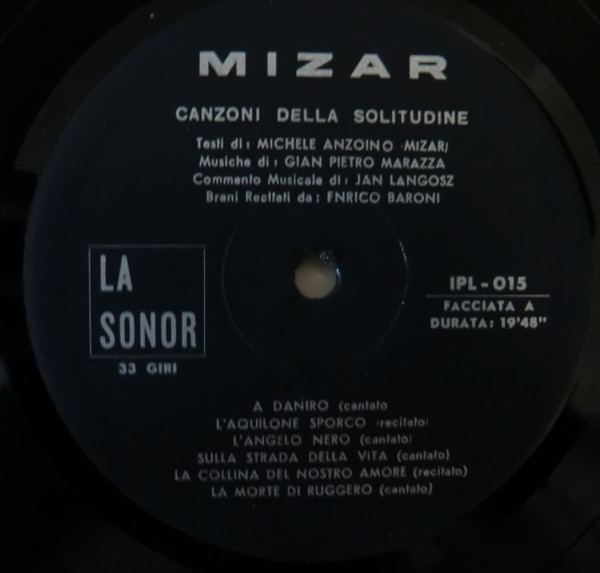 MIZAR
CANZONI DELLA SOLITUDINE
Testi di: MICHELE ANZOINO (MIZAR)
Musiche di: GIAN PIETRO MARAZZA
Commento Musicale di: JAN LANGOSZ
Brani Recitati da: ENRICO BARONI
LA
SONOR
33 GIRI
IPL-015
FACCIATA A
DURATA: 19'48"
A DANIRO (cantato
L'AQUILONE SPORCO (recitato)
L'ANGELO NERO (cantato)
SULLA STRADA DELLA VITA (cantato)
LA COLLINA DEL NOSTRO AMORE (recitato)
LA MORTE DI RUGGERO (cantato)